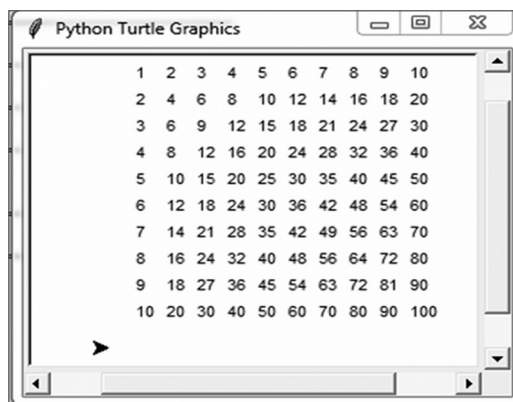 Python Turtle Graphics
1 2 3 4 5 6 7 8 9 10
2 4 6 8 10 12 14 16 18 20
3 6 9 12 15 18 21 24 27 30
4 8 12 16 20 24 28 32 36 40
5 10 15 20 25 30 35 40 45 50
6 12 18 24 30 36 42 48 54 60
7 14 21 28 35 42 49 56 63 70
8 16 24 32 40 48 56 64 72 80
9 18 27 36 45 54 63 72 81 90
10 20 30 40 50 60 70 80 90 100